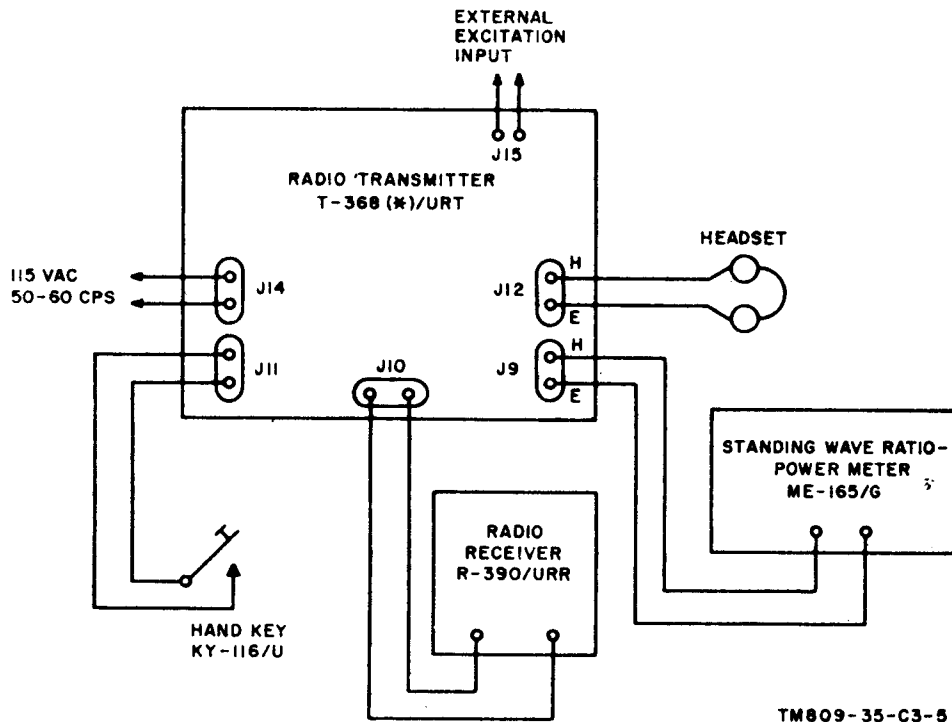 EXTERNAL
EXCITATION
INPUT
J15
RADIO TRANSMITTER
T-368 (*)/URT
HEADSET
115 VAC
50-60 CPS
J14
J12
H
E
J11
J10
J9
H
E
STANDING WAVE RATIO-
POWER METER
ME-165/G
RADIO
RECEIVER
R-390/URR
HAND KEY
KY-116/U
TM809-35-C3-5